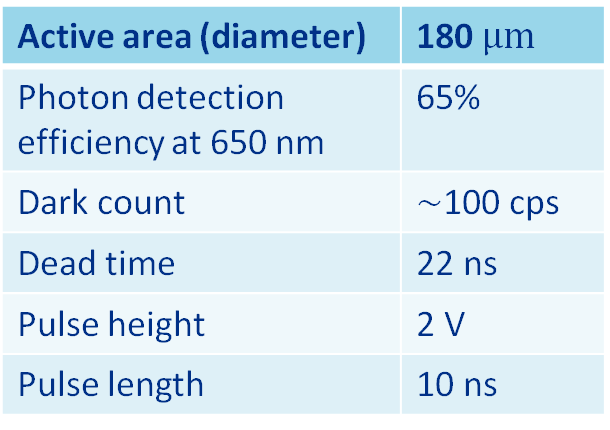 Active area (diameter) 180 μm
Photon detection 65%
efficiency at 650 nm
Dark count ~100 cps
Dead time 22 ns
Pulse height 2 V
Pulse length 10 ns